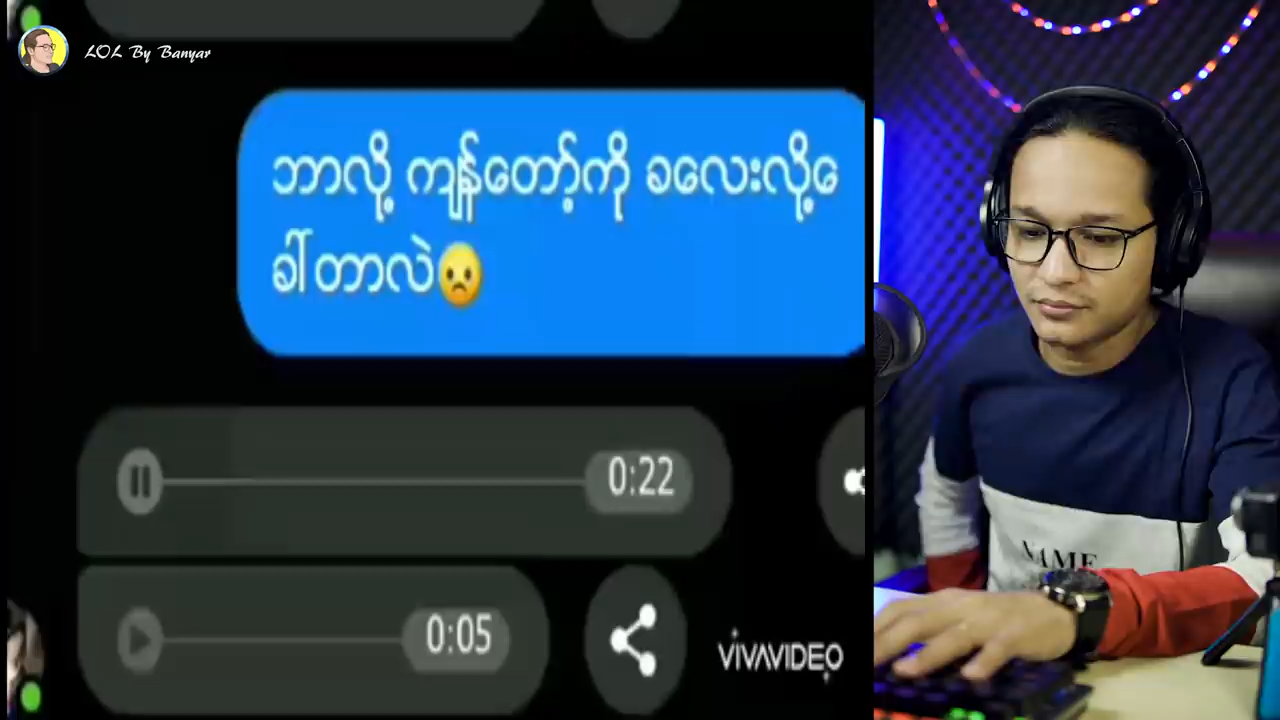 LOL By Banyar
ဘာလို့ ကျန်တော့်ကို ခလေးလို့ေ
ခါ်တာလဲ😟
0:22
0:05
VIVAVIDEO
NAME